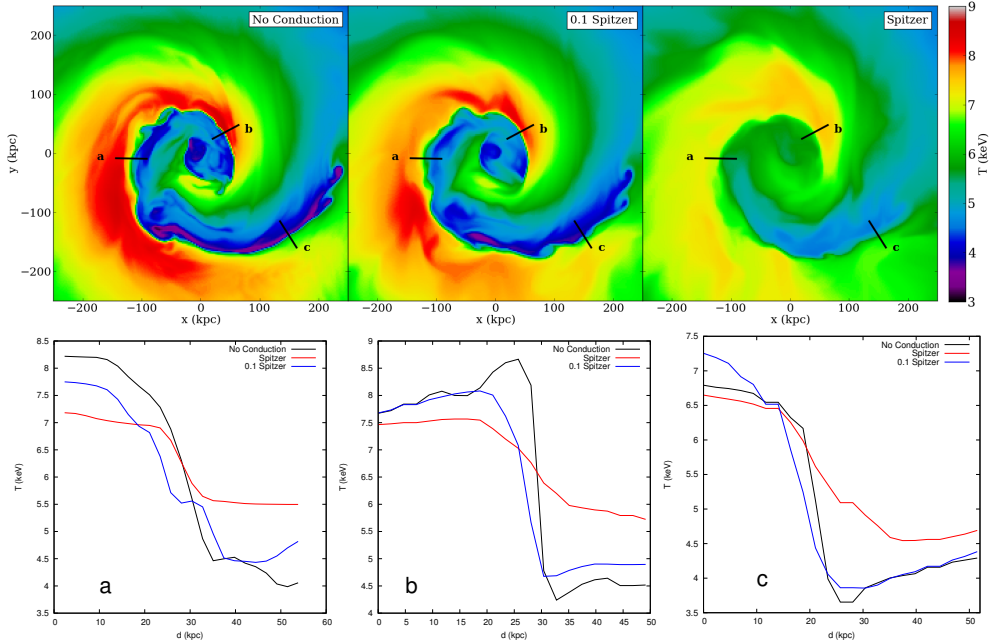 No Conduction
0.1 Spitzer
Spitzer
a
b
c
a
b
c
a
b
c
200
100
0
−100
−200
y (kpc)
−200 −100 0 100 200
x (kpc)
−200 −100 0 100 200
x (kpc)
−200 −100 0 100 200
x (kpc)
9
8
7
6
5
4
3
T (keV)
8.5
8
7.5
7
6.5
6
5.5
5
4.5
4
3.5
T (keV)
No Conduction
Spitzer
0.1 Spitzer
a
0 10 20 30 40 50 60
d (kpc)
9
8.5
8
7.5
7
6.5
6
5.5
5
4.5
4
T (keV)
No Conduction
Spitzer
0.1 Spitzer
b
0 5 10 15 20 25 30 35 40 45 50
d (kpc)
7.5
7
6.5
6
5.5
5
4.5
4
3.5
T (keV)
No Conduction
Spitzer
0.1 Spitzer
c
0 10 20 30 40 50
d (kpc)